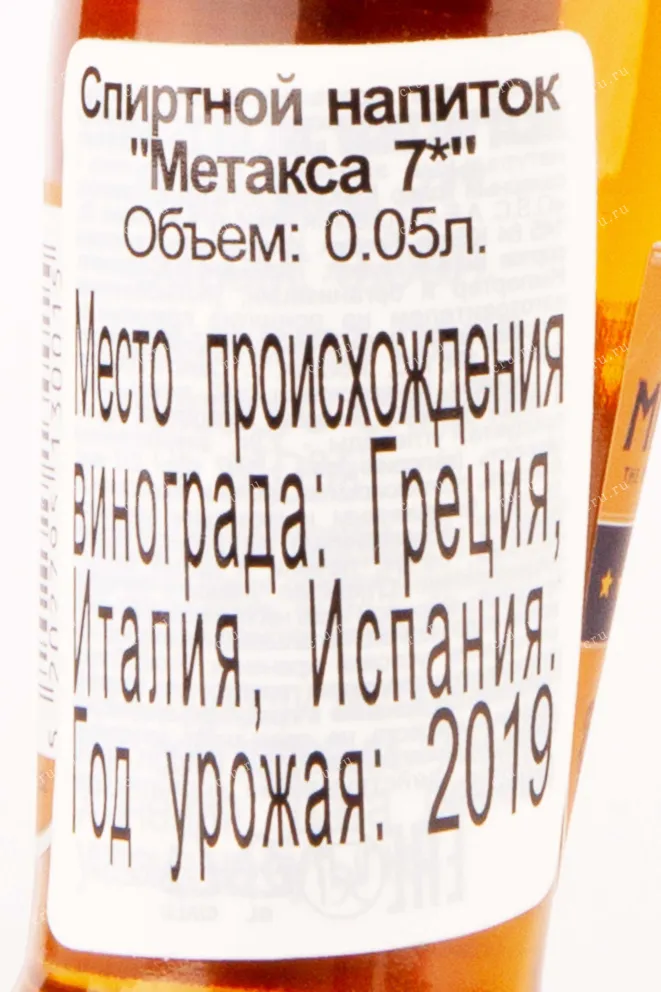 Спиртной напиток
"Метакса 7*"
Объем: 0.05л.
Место происхождения
винограда: Греция,
Италия, Испания.
Год урожая: 2019